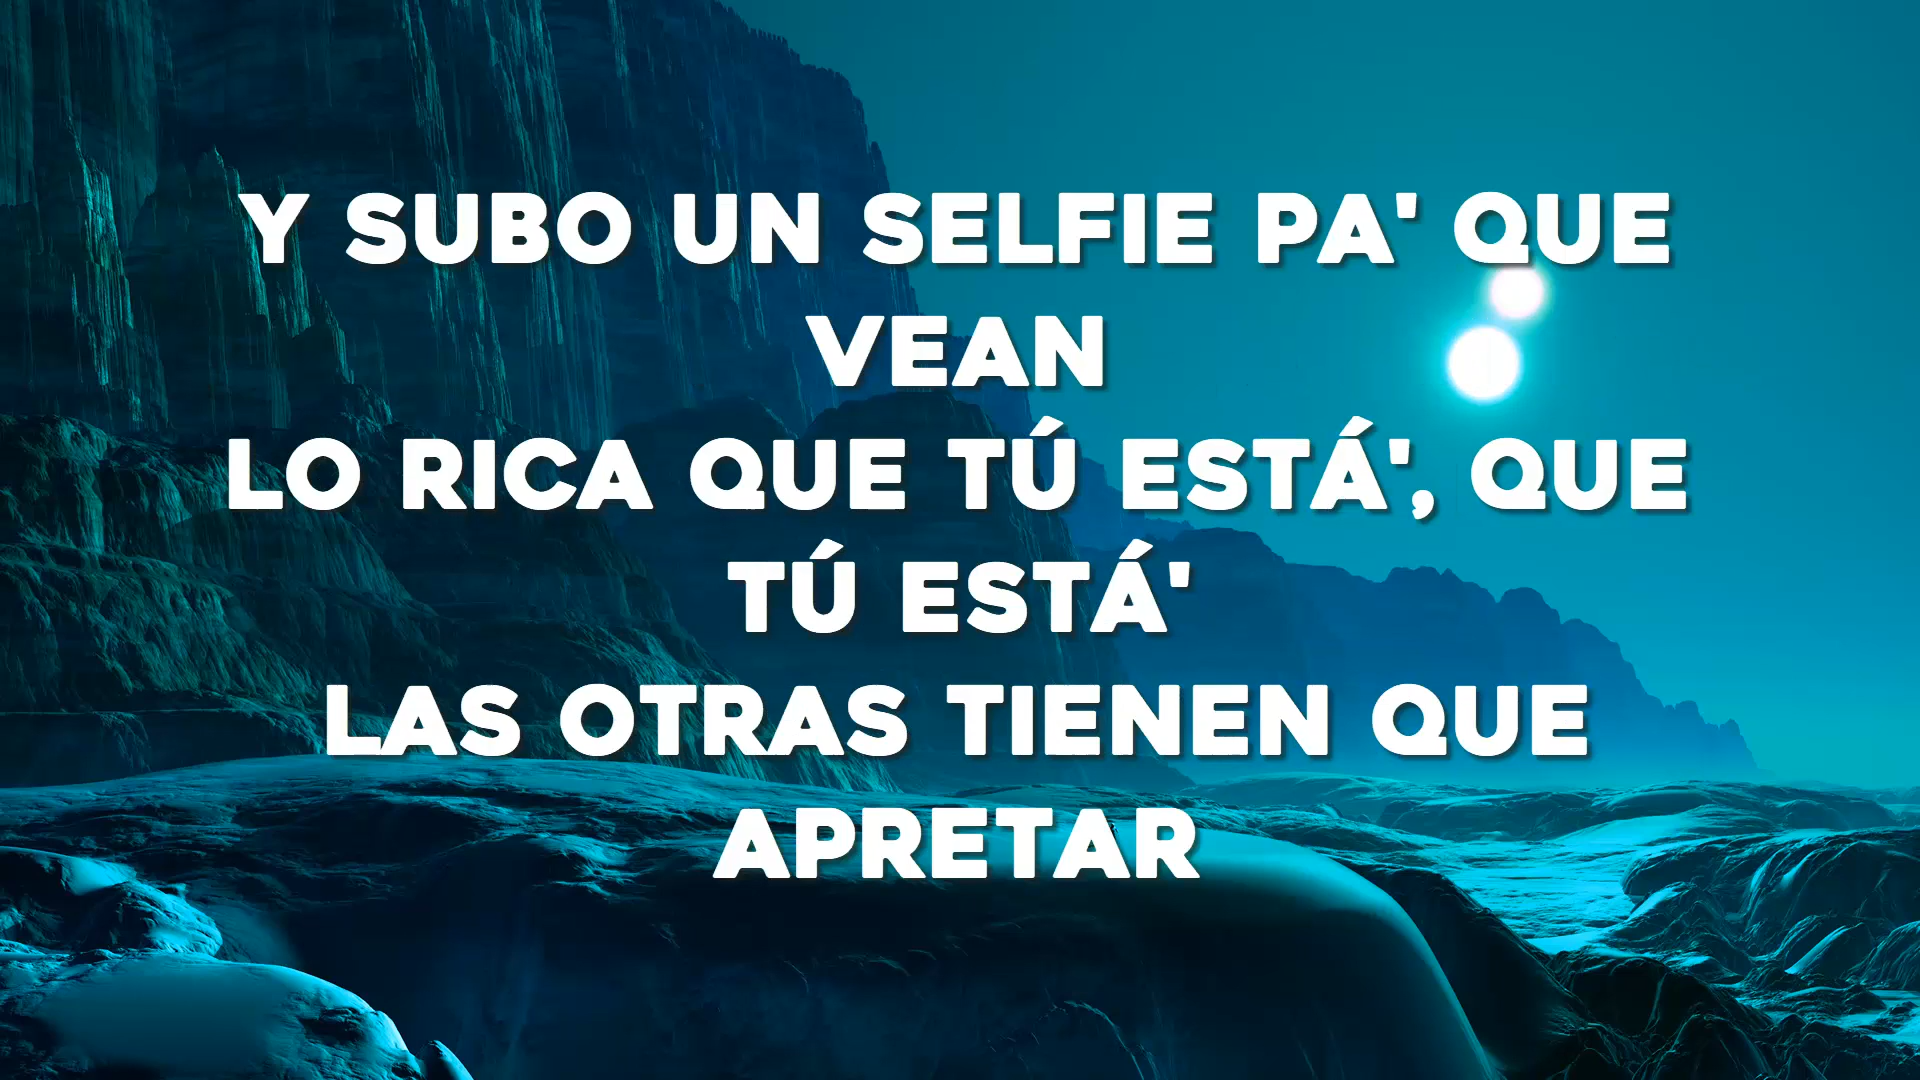 Y SUBO UN SELFIE PA' QUE
VEAN
LO RICA QUE TÚ ESTÁ', QUE
TÚ ESTÁ'
LAS OTRAS TIENEN QUE
APRETAR